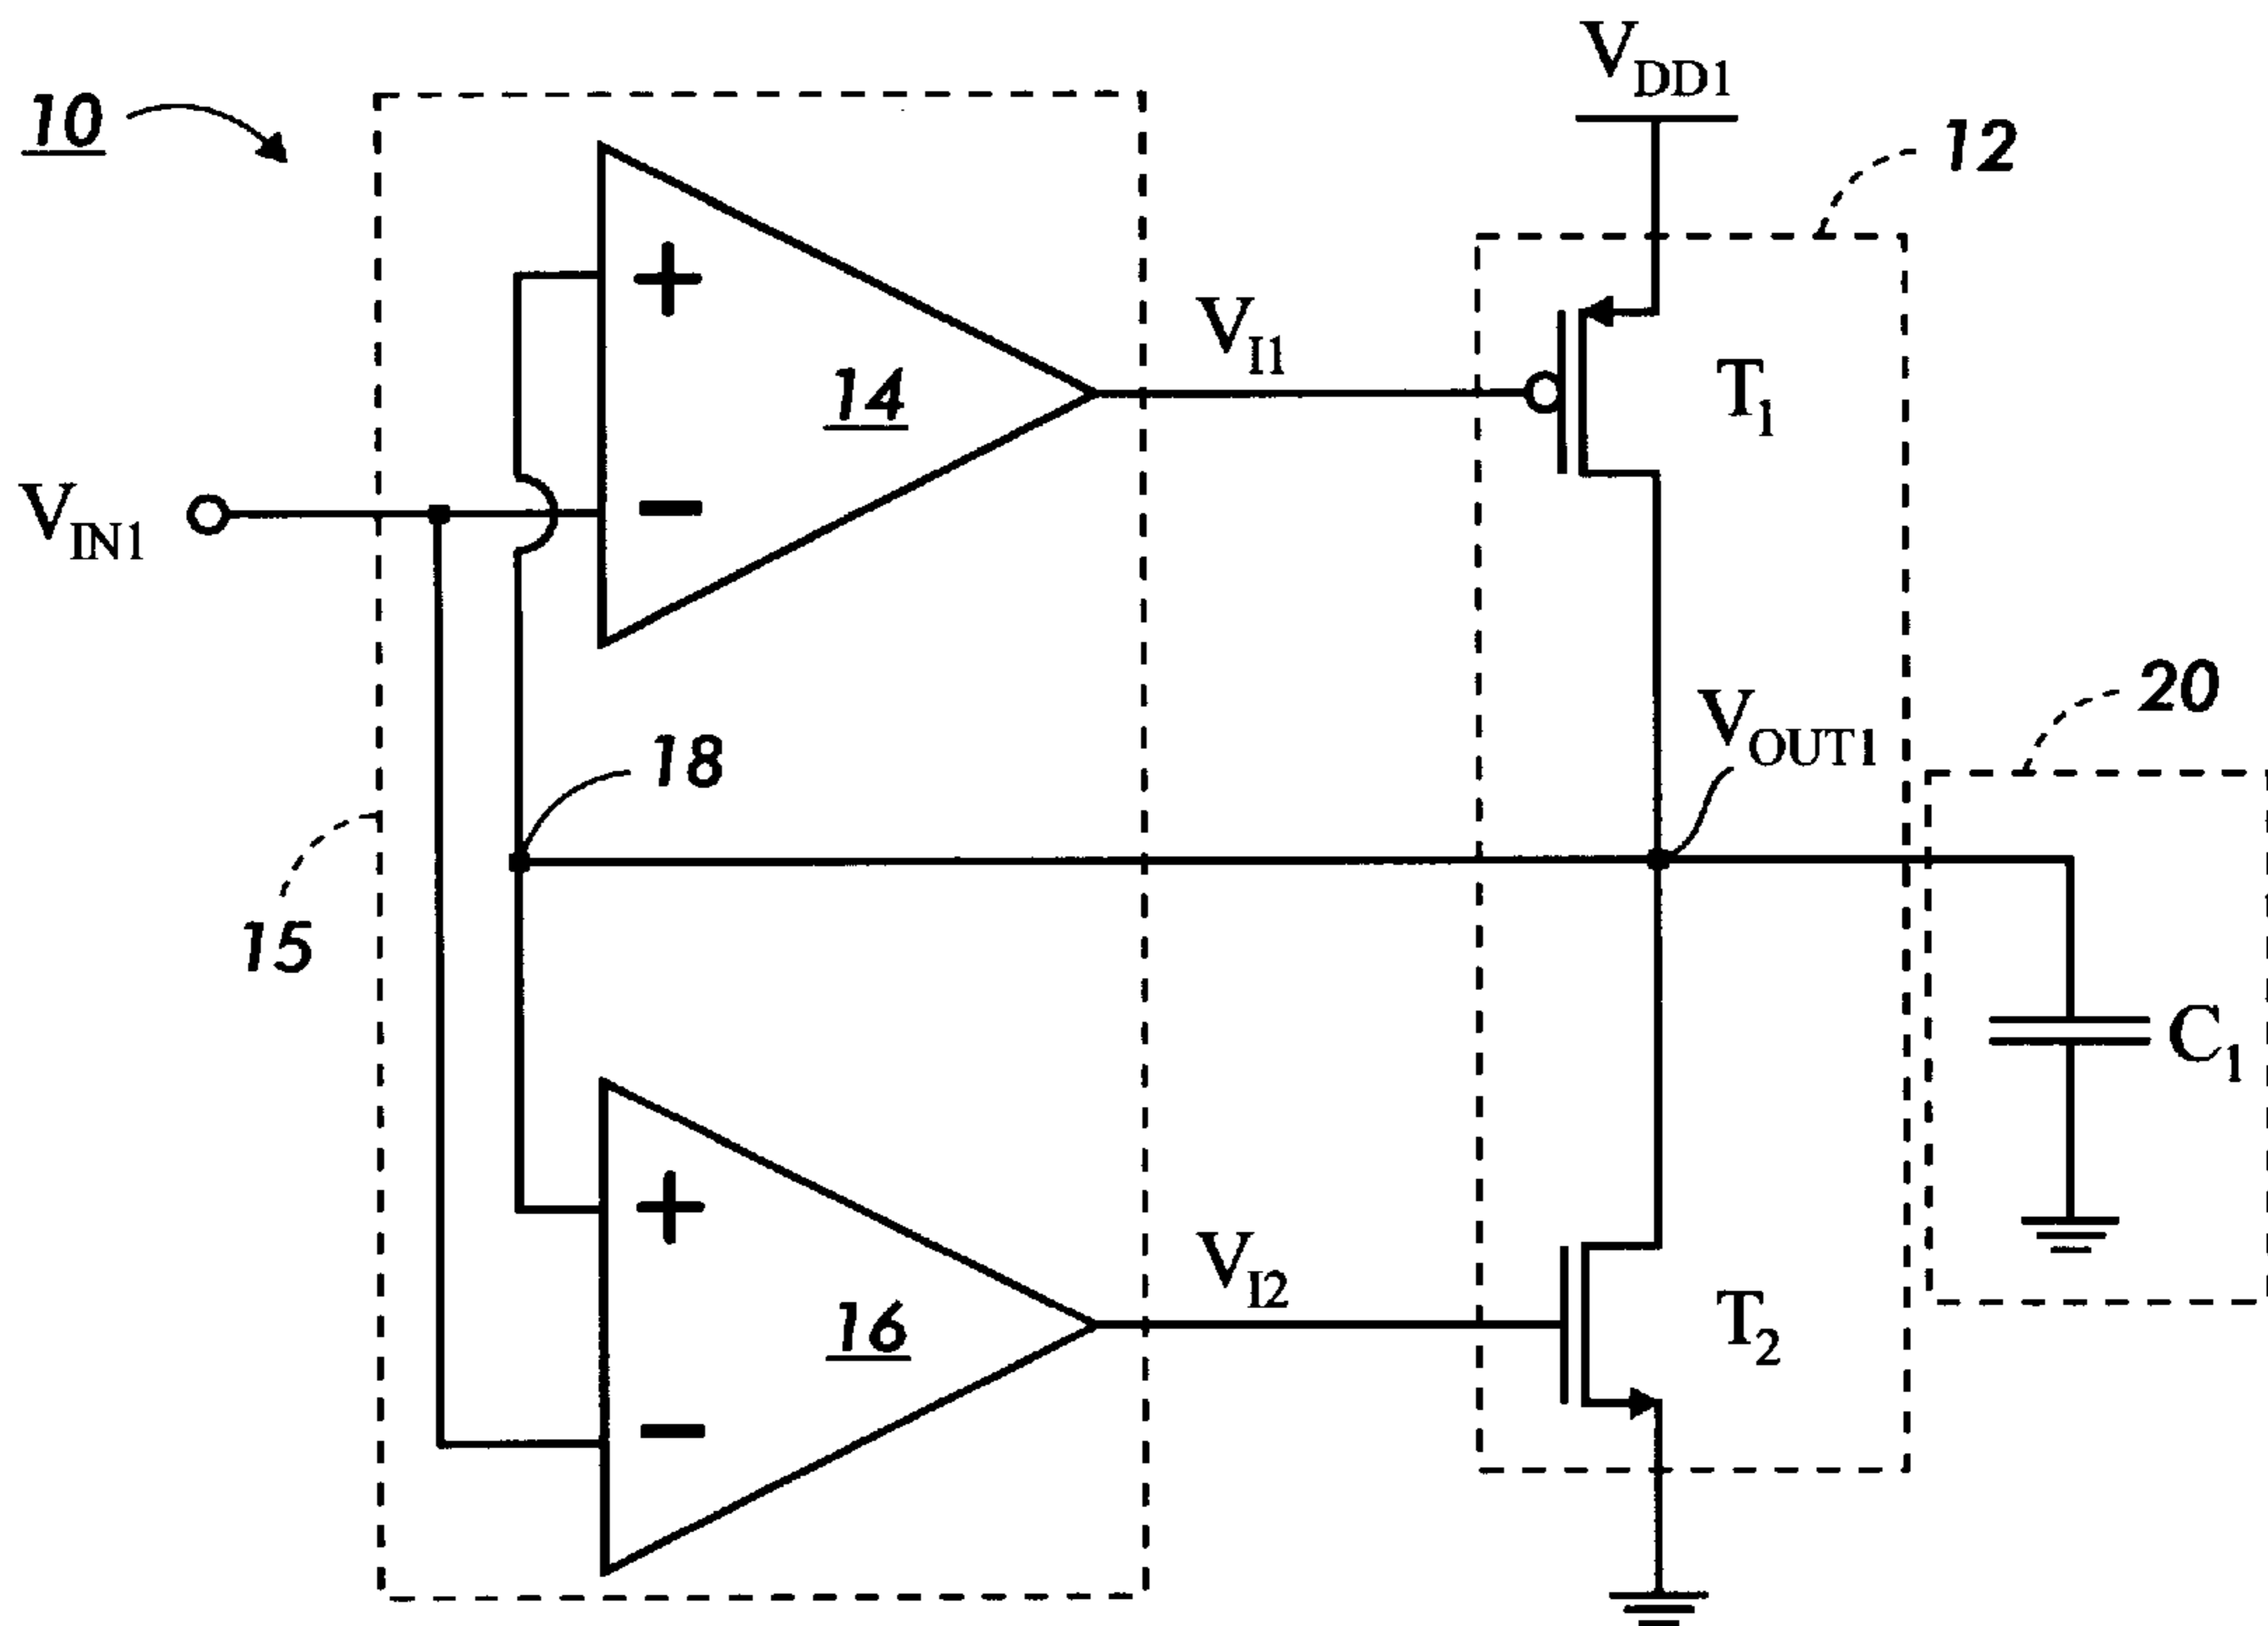 10
V_DD1
12
+
14
−
V_I1
T_1
V_IN1
18
V_OUT1
20
15
C_1
+
16
−
V_I2
T_2